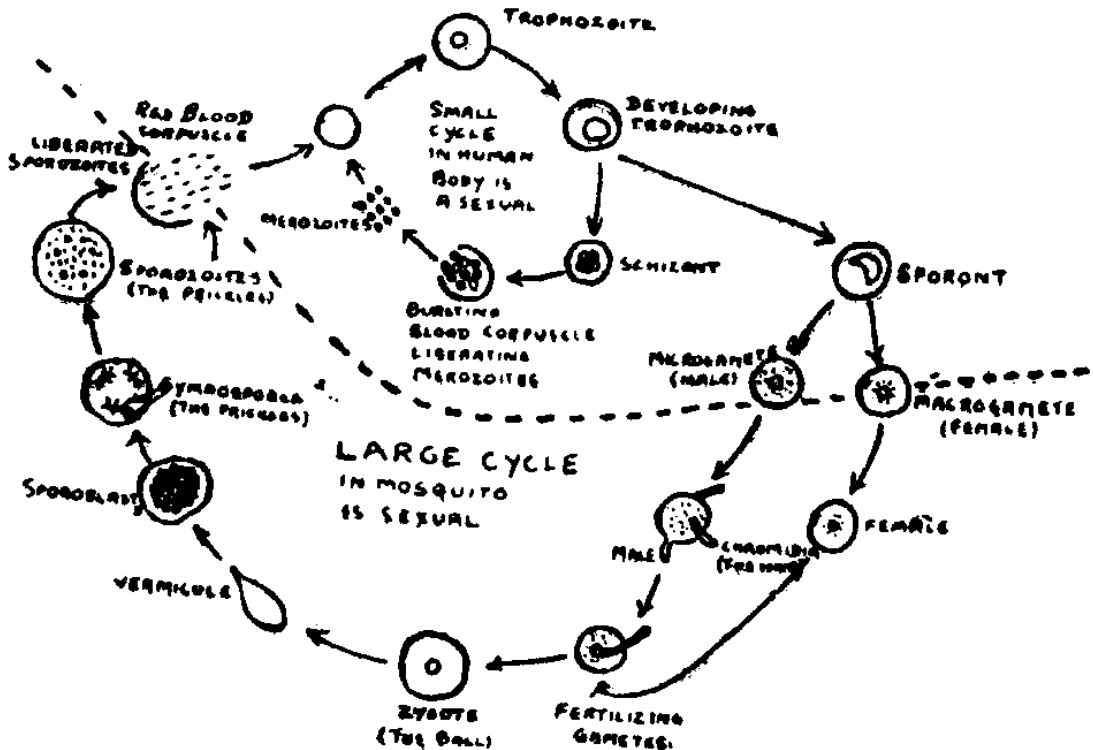 TROPHOZOITE
RED BLOOD
CORPUSCLE
LIBERATED
SPOROZOITES
SMALL
CYCLE
IN HUMAN
BODY IS
A SEXUAL
DEVELOPING
TROPHOZOITE
MEROZOITES
SPOROZOITES
(THE PRICKLES)
SCHIZONT
SPORONT
BURSTING
BLOOD CORPUSCLE
LIBERATING
MEROZOITES
MICROGAMETE
(MALE)
(THE PRICKLES)
MACROGAMETE
(FEMALE)
LARGE CYCLE
IN MOSQUITO
IS SEXUAL
SPOROBLAST
MALE
CHROMIDIA
FEMALE
VERMICULE
ZYGOTE
(THE BALL)
FERTILIZING
GAMETES.